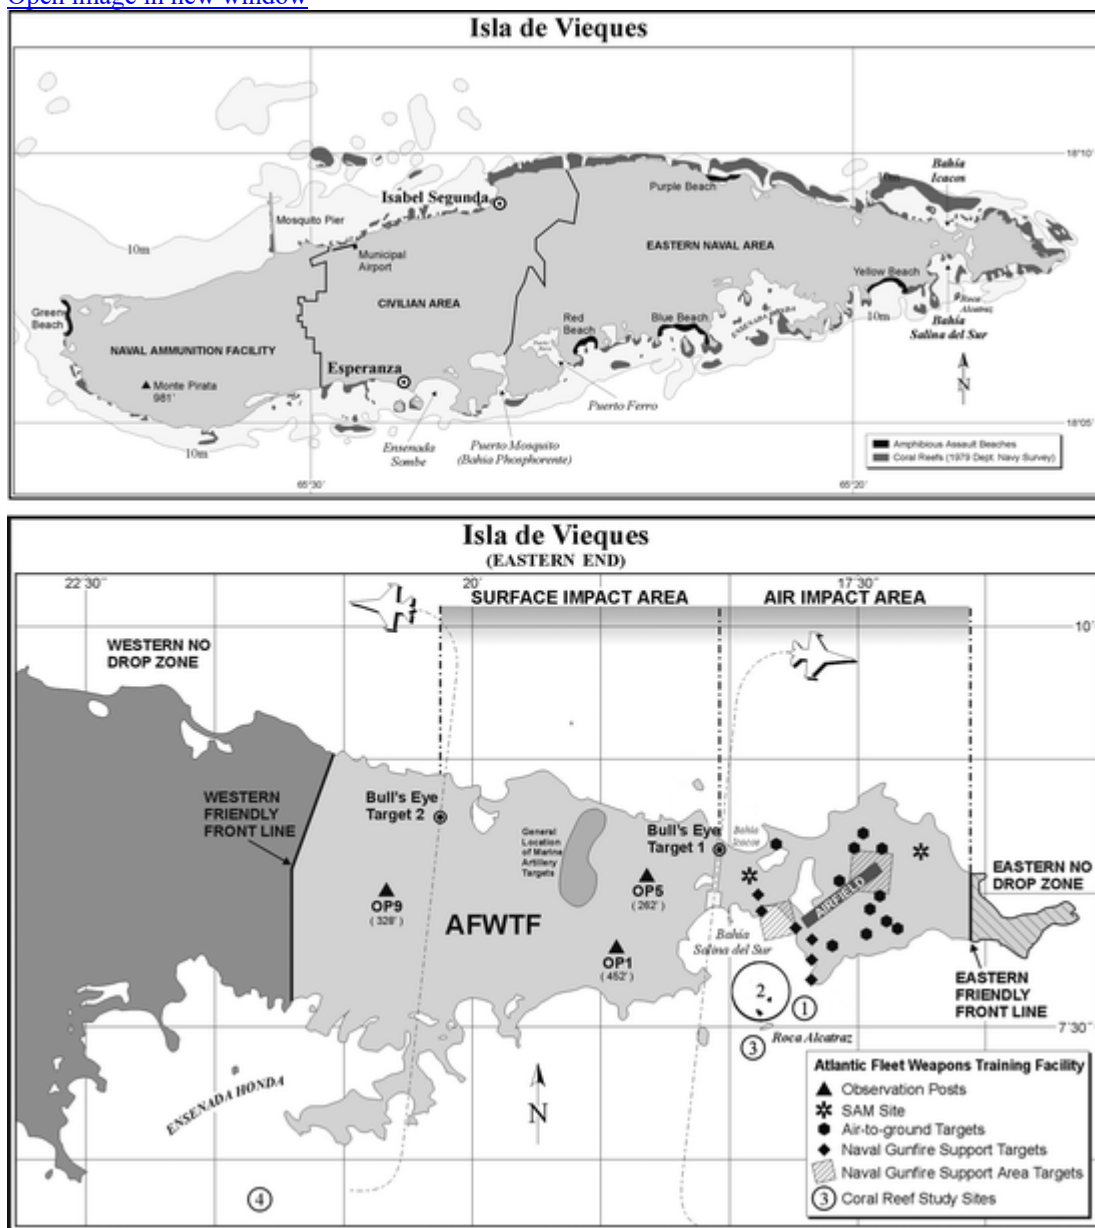 Open image in new window
Isla de Vieques
18°10'
Bahía
Icacos
10m
Purple Beach
Isabel Segunda
Mosquito Pier
10m
Municipal
Airport
EASTERN NAVAL AREA
Yellow Beach
CIVILIAN AREA
Green
Beach
Red
Beach
Blue Beach
ENSENADA HONDA
10m
Roca
Alcatraz
Bahía
Salina del Sur
NAVAL AMMUNITION FACILITY
Esperanza
Monte Pirata
981'
N
Puerto Ferro
18°05'
Ensenada
Sombe
Puerto Mosquito
(Bahia Phosphorente)
10m
Amphibious Assault Beaches
Coral Reefs (1979 Dept. Navy Survey)
65°30'
65°20'
Isla de Vieques
(EASTERN END)
22'30"
20'
17'30"
SURFACE IMPACT AREA
AIR IMPACT AREA
10'
WESTERN NO
DROP ZONE
WESTERN
FRIENDLY
FRONT LINE
Bull's Eye
Target 2
General
Location
of Marine
Artillery
Targets
Bull's Eye
Target 1
Bahía
Icacos
EASTERN NO
DROP ZONE
OP9
(328')
OP5
(262')
AIRFIELD
AFWTF
Bahía
Salina del Sur
OP1
(452')
EASTERN
FRIENDLY
FRONT LINE
2
1
7'30"
3
Roca Alcatraz
ENSENADA HONDA
N
4
Atlantic Fleet Weapons Training Facility
Observation Posts
SAM Site
Air-to-ground Targets
Naval Gunfire Support Targets
Naval Gunfire Support Area Targets
3 Coral Reef Study Sites